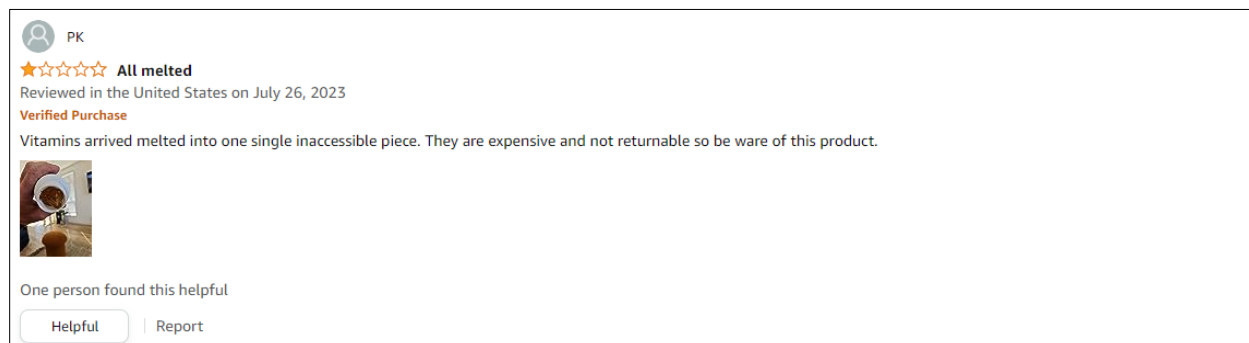 PK
All melted
Reviewed in the United States on July 26, 2023
Verified Purchase
Vitamins arrived melted into one single inaccessible piece. They are expensive and not returnable so be ware of this product.
One person found this helpful
Helpful
Report